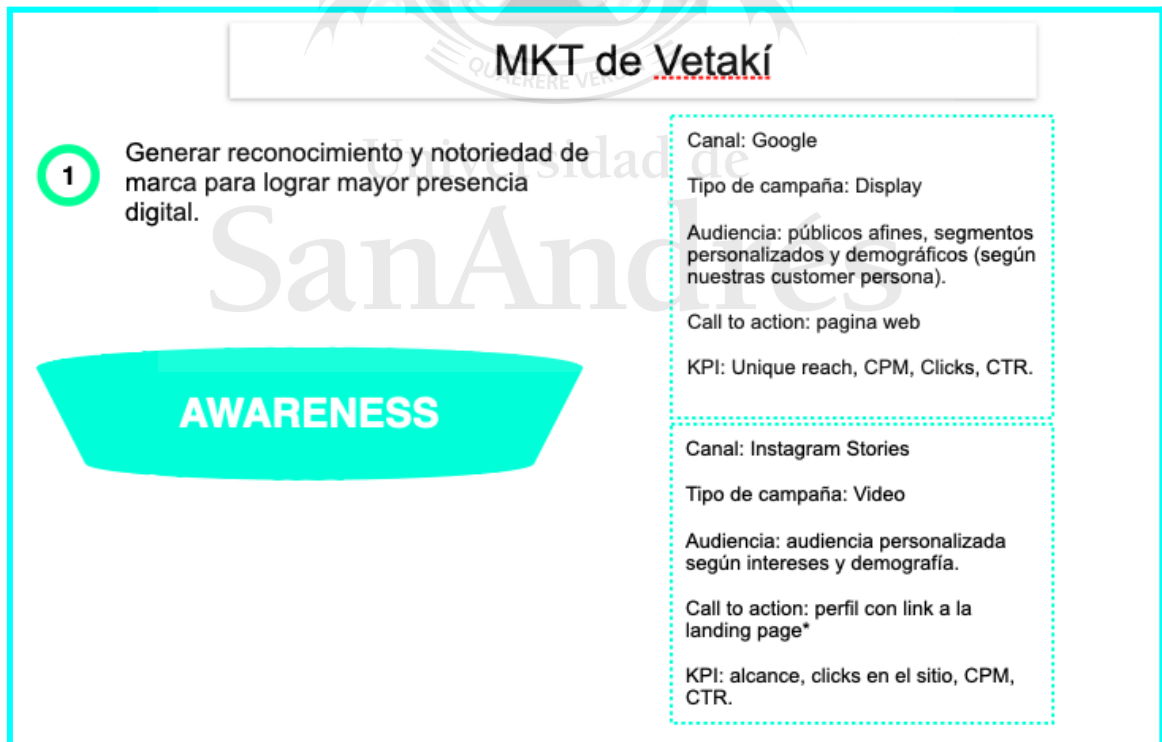 MKT de Vetakí
QUAERERE VER
Universidad de
SanAndrés
1
Generar reconocimiento y notoriedad de
marca para lograr mayor presencia
digital.
AWARENESS
Canal: Google
Tipo de campaña: Display
Audiencia: públicos afines, segmentos
personalizados y demográficos (según
nuestras customer persona).
Call to action: pagina web
KPI: Unique reach, CPM, Clicks, CTR.
Canal: Instagram Stories
Tipo de campaña: Video
Audiencia: audiencia personalizada
según intereses y demografía.
Call to action: perfil con link a la
landing page*
KPI: alcance, clicks en el sitio, CPM,
CTR.